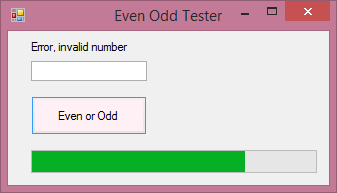 Even Odd Tester
Error, invalid number
Even or Odd